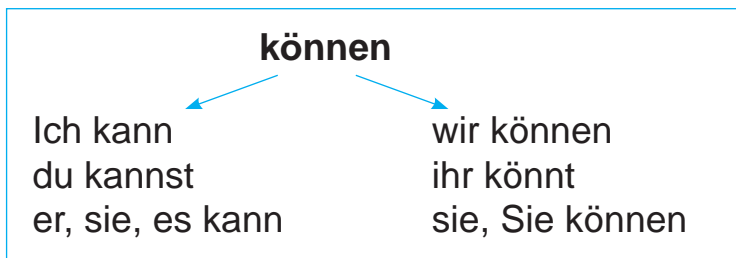 können
Ich kann
du kannst
er, sie, es kann
wir können
ihr könnt
sie, Sie können